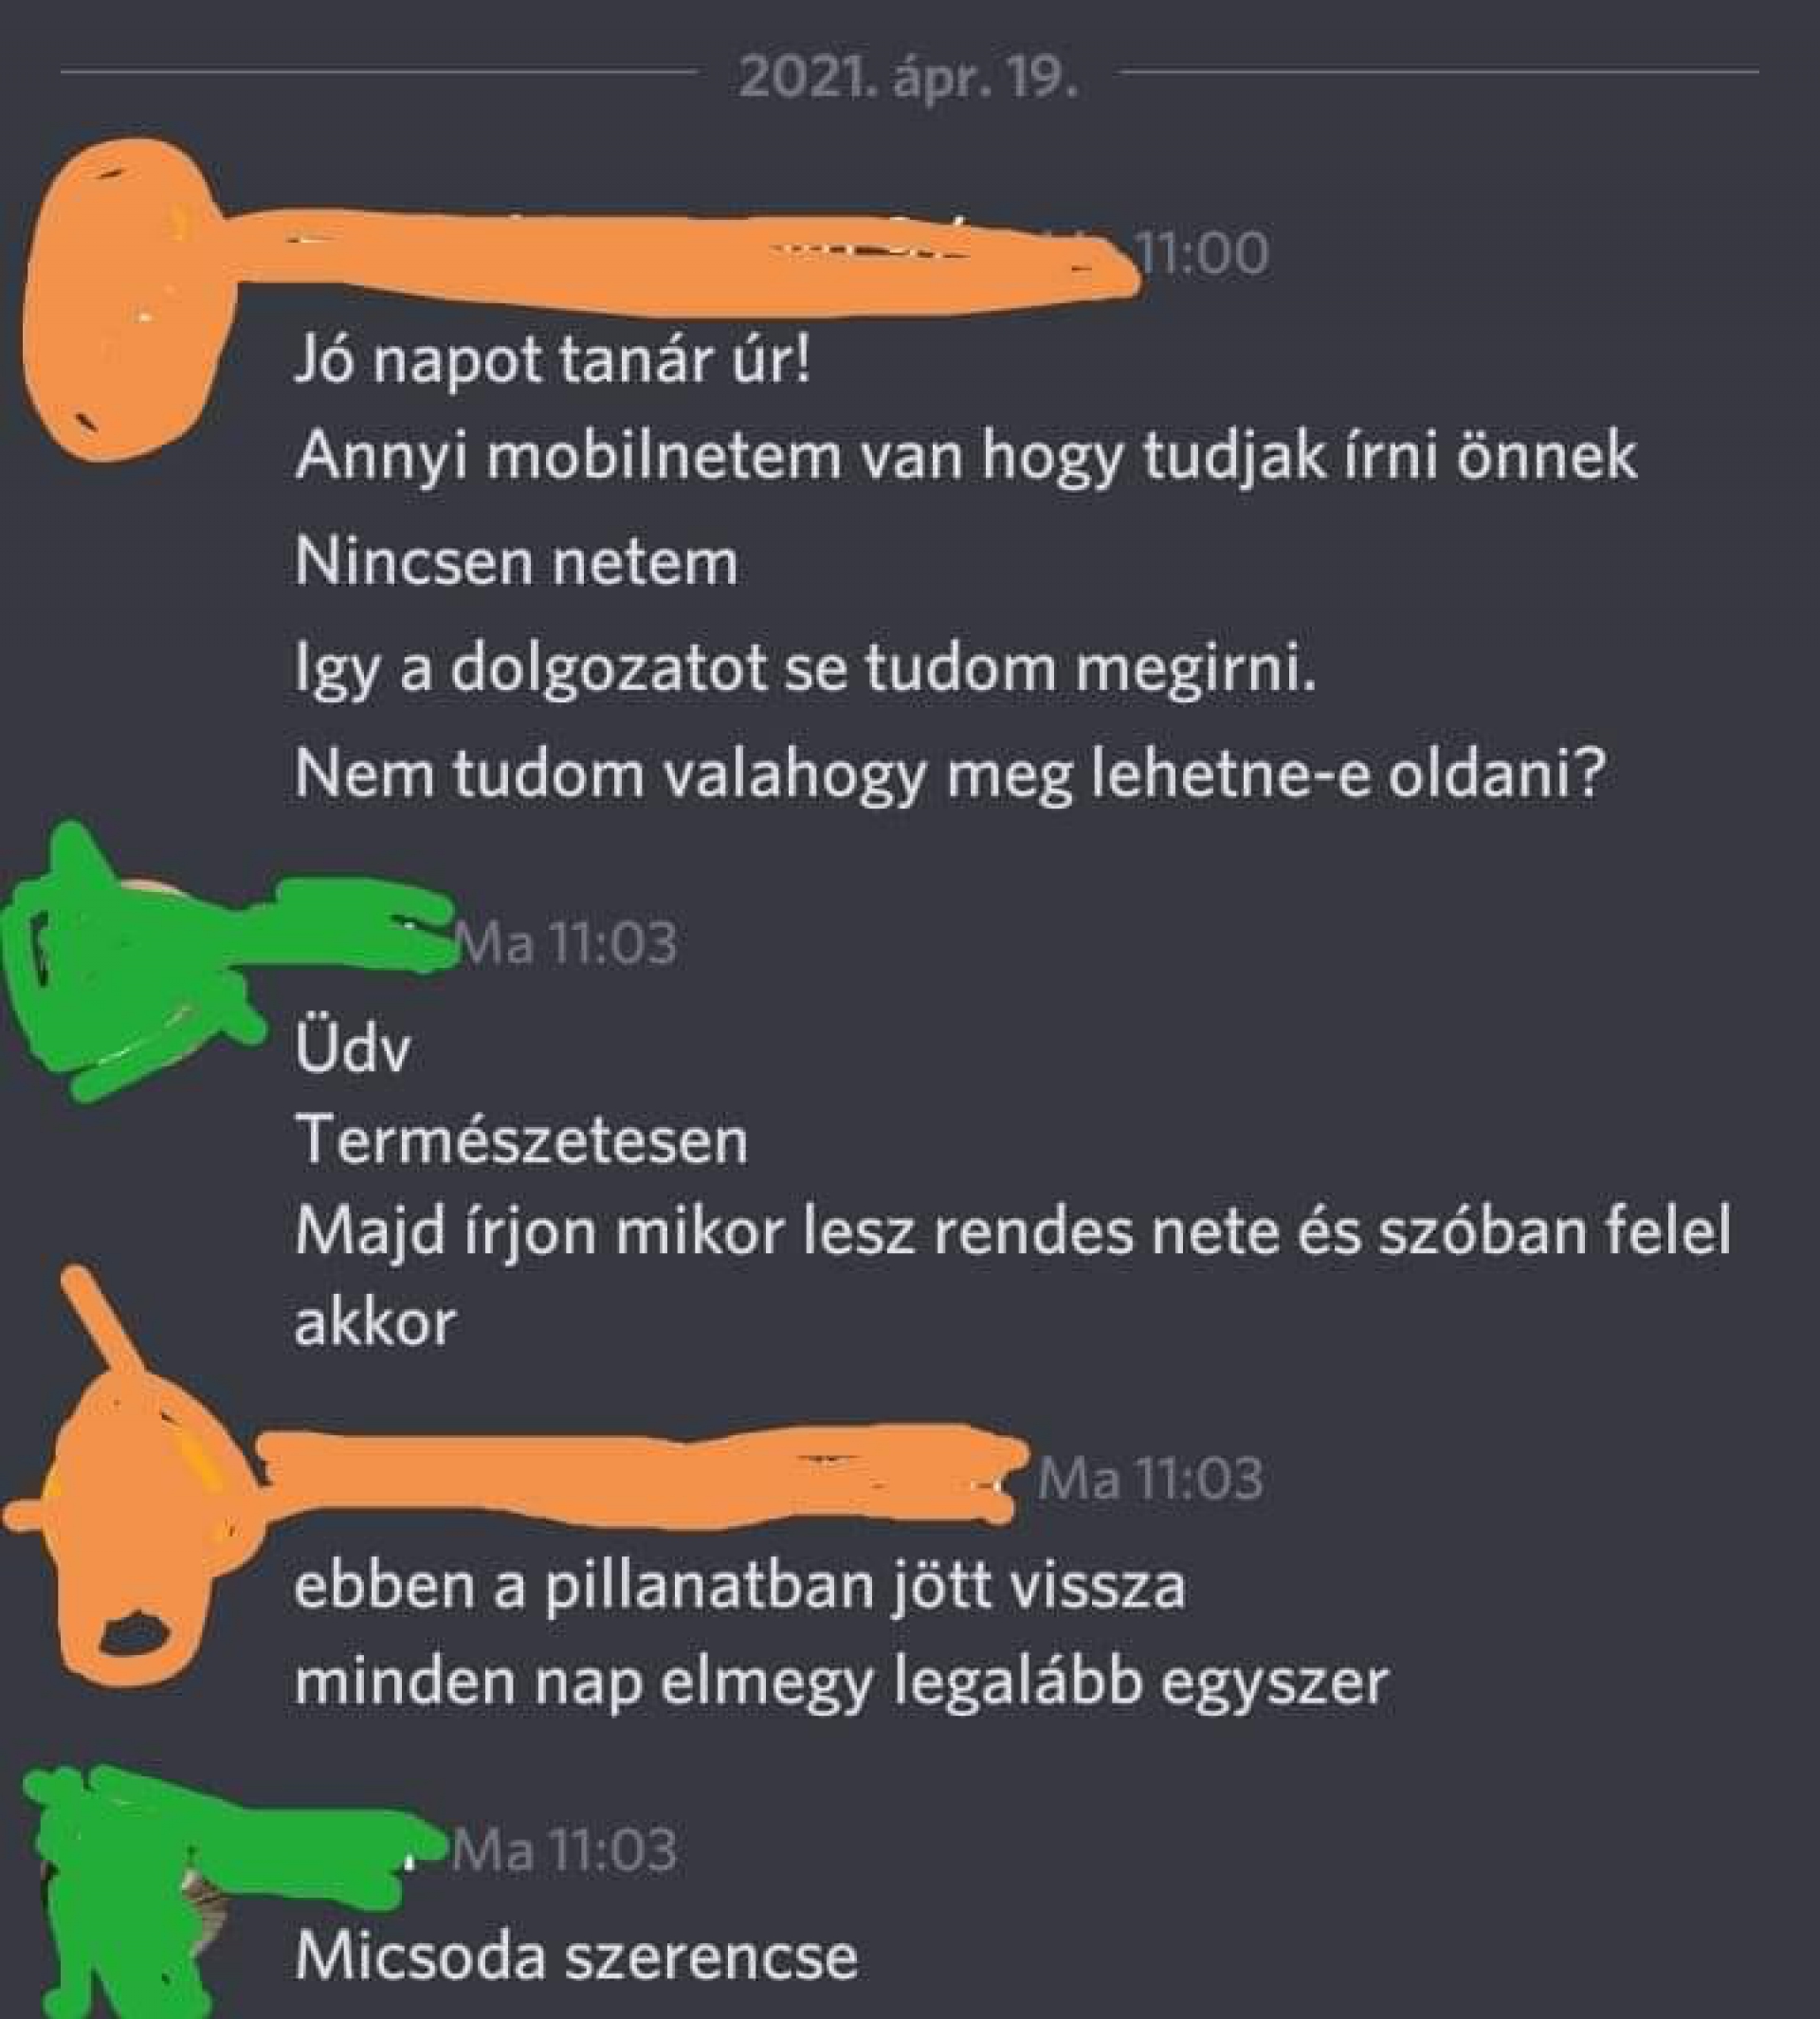 2021. ápr. 19.
11:00
Jó napot tanár úr!
Annyi mobilnetem van hogy tudjak írni önnek
Nincsen netem
Igy a dolgozatot se tudom megirni.
Nem tudom valahogy meg lehetne-e oldani?
Ma 11:03
Üdv
Természetesen
Majd írjon mikor lesz rendes nete és szóban felel
akkor
Ma 11:03
ebben a pillanatban jött vissza
minden nap elmegy legalább egyszer
Ma 11:03
Micsoda szerencse